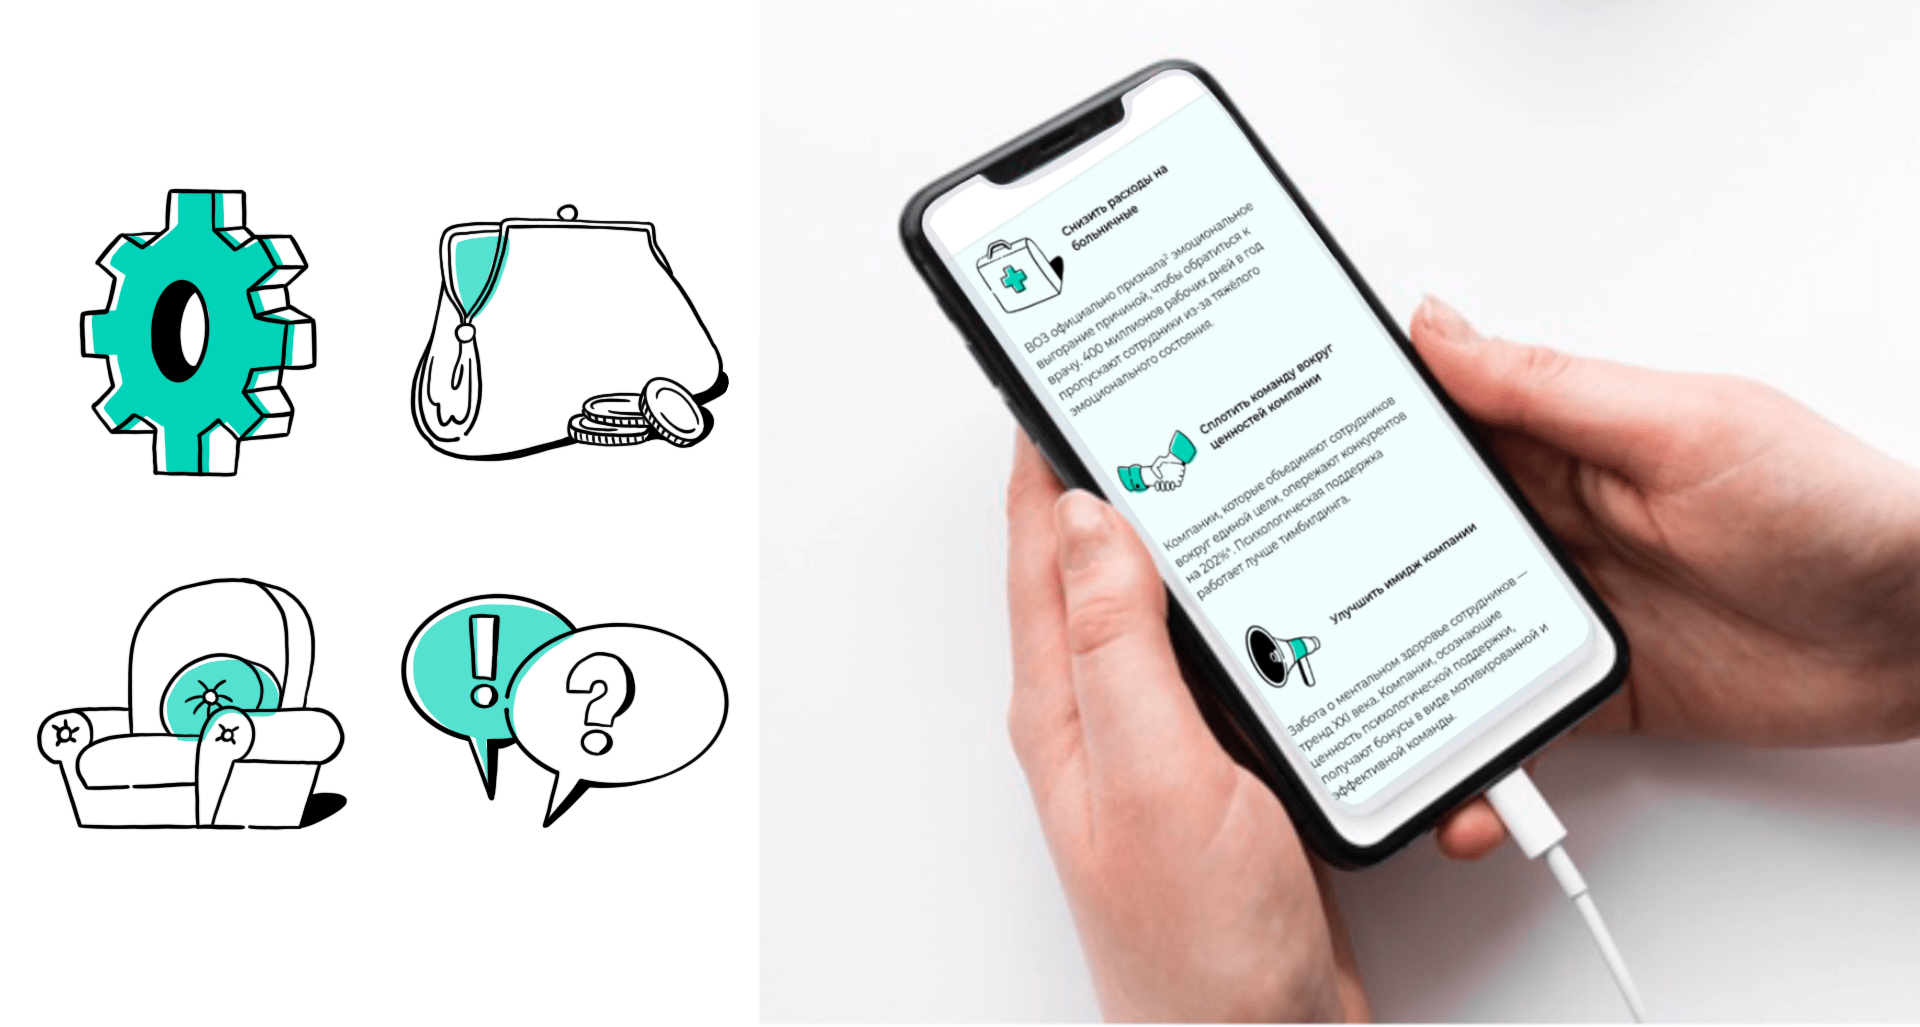 Снизить расходы на
больничные
ВОЗ официально признала² эмоциональное
выгорание причиной, чтобы обратиться к
врачу. 400 миллионов рабочих дней в год
пропускают сотрудники из-за тяжёлого
эмоционального состояния.
Сплотить команду вокруг
ценностей компании
Компании, которые объединяют сотрудников
вокруг единой цели, опережают конкурентов
на 202%⁴. Психологическая поддержка
работает лучше тимбилдинга.
Улучшить имидж компании
Забота о ментальном здоровье сотрудников —
тренд XXI века. Компании, осознающие
ценность психологической поддержки,
получают бонусы в виде мотивированной и
эффективной команды.
! ?